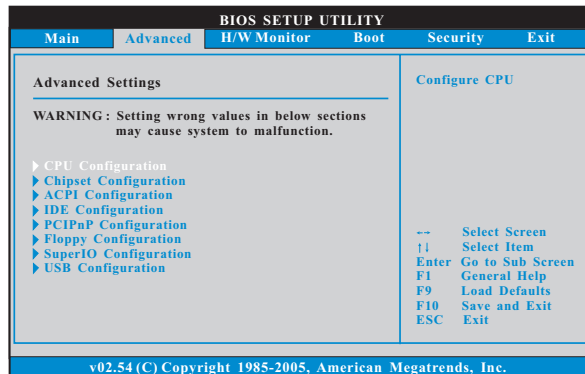 BIOS SETUP UTILITY
Main Advanced H/W Monitor Boot Security Exit
Advanced Settings
WARNING : Setting wrong values in below sections
may cause system to malfunction.
CPU Configuration
Chipset Configuration
ACPI Configuration
IDE Configuration
PCIPnP Configuration
Floppy Configuration
SuperIO Configuration
USB Configuration
Configure CPU
←→ Select Screen
↑↓ Select Item
Enter Go to Sub Screen
F1 General Help
F9 Load Defaults
F10 Save and Exit
ESC Exit
v02.54 (C) Copyright 1985-2005, American Megatrends, Inc.